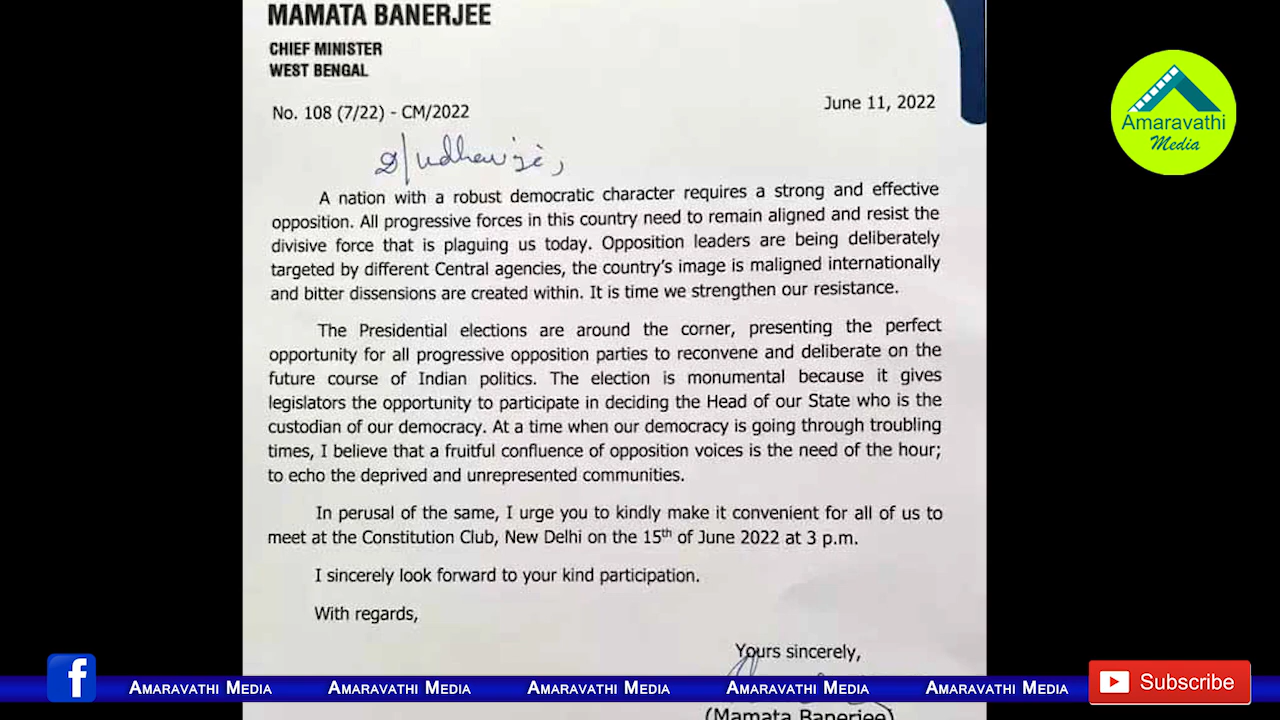 MAMATA BANERJEE
CHIEF MINISTER
WEST BENGAL
No. 108 (7/22) - CM/2022
June 11, 2022
A nation with a robust democratic character requires a strong and effective
opposition. All progressive forces in this country need to remain aligned and resist the
divisive force that is plaguing us today. Opposition leaders are being deliberately
targeted by different Central agencies, the country's image is maligned internationally
and bitter dissensions are created within. It is time we strengthen our resistance.
The Presidential elections are around the corner, presenting the perfect
opportunity for all progressive opposition parties to reconvene and deliberate on the
future course of Indian politics. The election is monumental because it gives
legislators the opportunity to participate in deciding the Head of our State who is the
custodian of our democracy. At a time when our democracy is going through troubling
times, I believe that a fruitful confluence of opposition voices is the need of the hour;
to echo the deprived and unrepresented communities.
In perusal of the same, I urge you to kindly make it convenient for all of us to
meet at the Constitution Club, New Delhi on the 15th of June 2022 at 3 p.m.
I sincerely look forward to your kind participation.
With regards,
Yours sincerely,
(Mamata Banerjee)
Amaravathi
Media
f
AMARAVATHI MEDIA AMARAVATHI MEDIA AMARAVATHI MEDIA AMARAVATHI MEDIA AMARAVATHI MEDIA
Subscribe